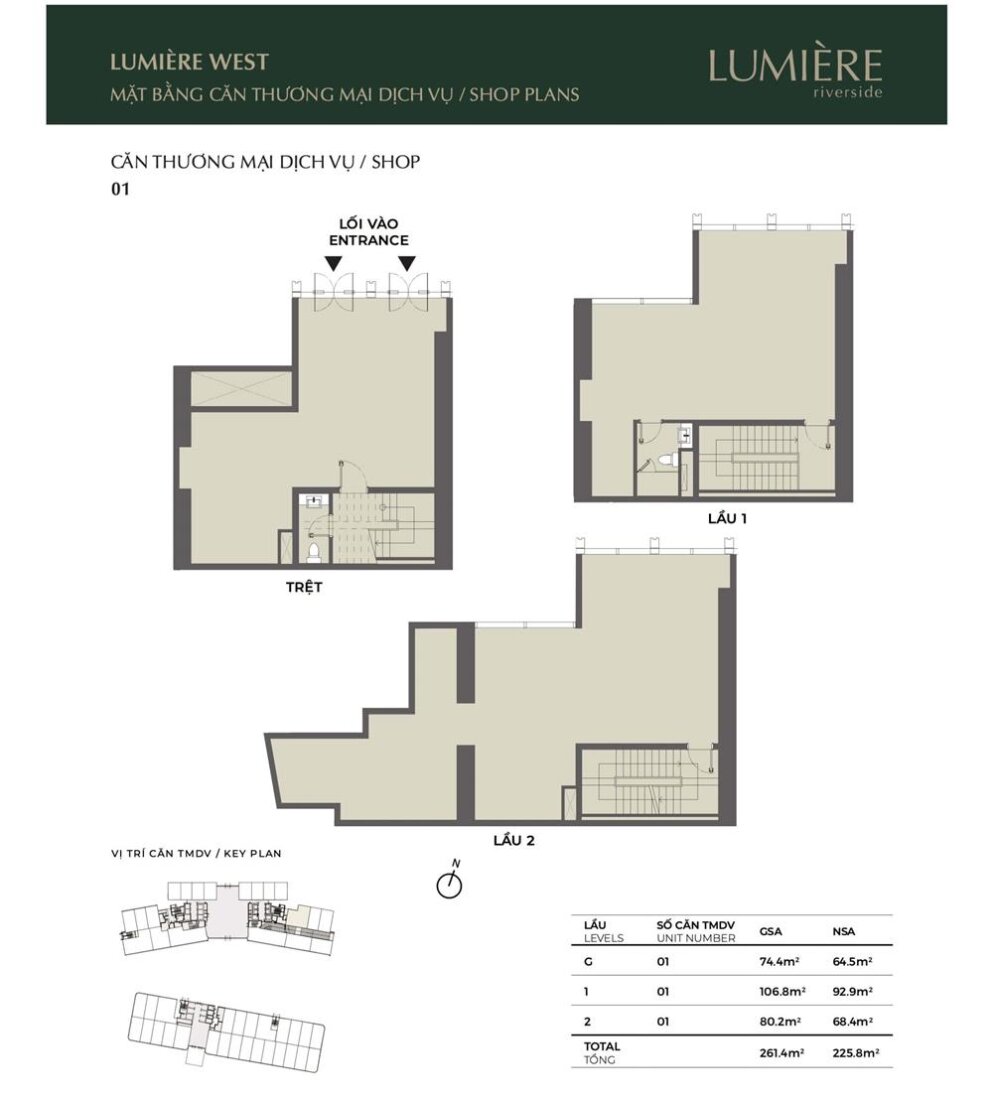 LUMIÈRE WEST
MẶT BẰNG CĂN THƯƠNG MẠI DỊCH VỤ / SHOP PLANS
LUMIÈRE
riverside
CĂN THƯƠNG MẠI DỊCH VỤ / SHOP
01
LỐI VÀO
ENTRANCE
TRỆT
LẦU 1
LẦU 2
VỊ TRÍ CĂN TMDV / KEY PLAN
N
LẦU SỐ CĂN TMDV GSA NSA
LEVELS UNIT NUMBER
G 01 74.4m² 64.5m²
1 01 106.8m² 92.9m²
2 01 80.2m² 68.4m²
TOTAL 261.4m² 225.8m²
TỔNG